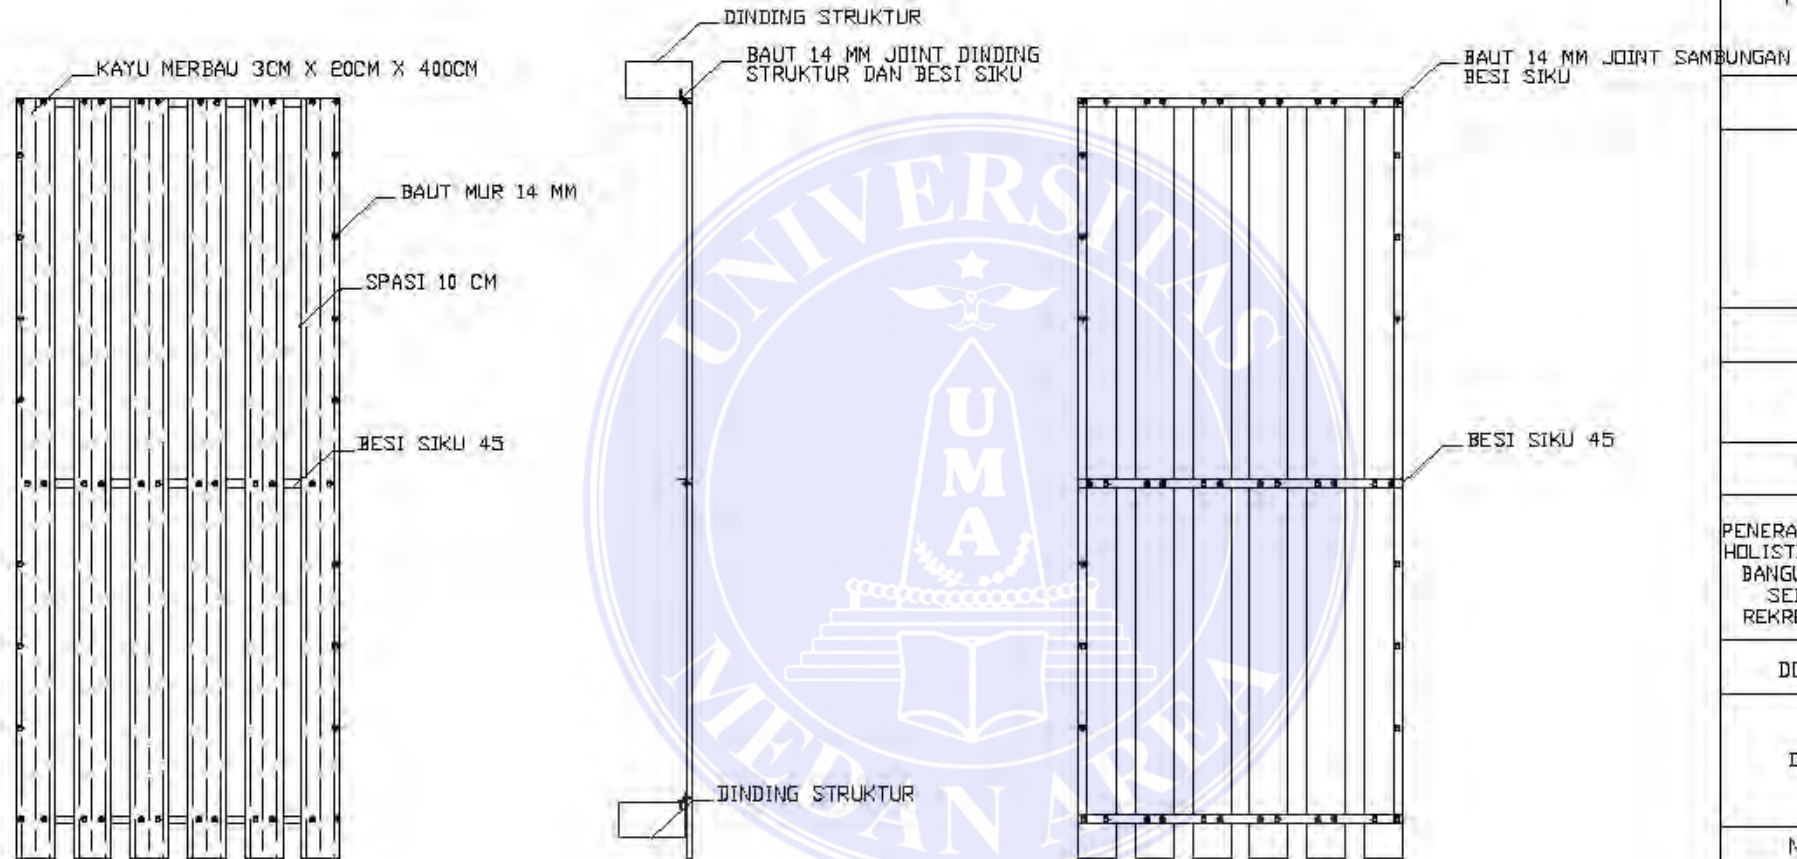 DINDING STRUKTUR
KAYU MERBAU 3CM X 20CM X 400CM
BAUT 14 MM JOINT DINDING
STRUKTUR DAN BESI SIKU
BAUT 14 MM JOINT SAMBUNGAN
BESI SIKU
BAUT MUR 14 MM
SPASI 10 CM
BESI SIKU 45
BESI SIKU 45
DINDING STRUKTUR
UNIVERSITAS
UMA
MEDAN AREA
PENERA
HOLIST
BANGU
SE
REKRE